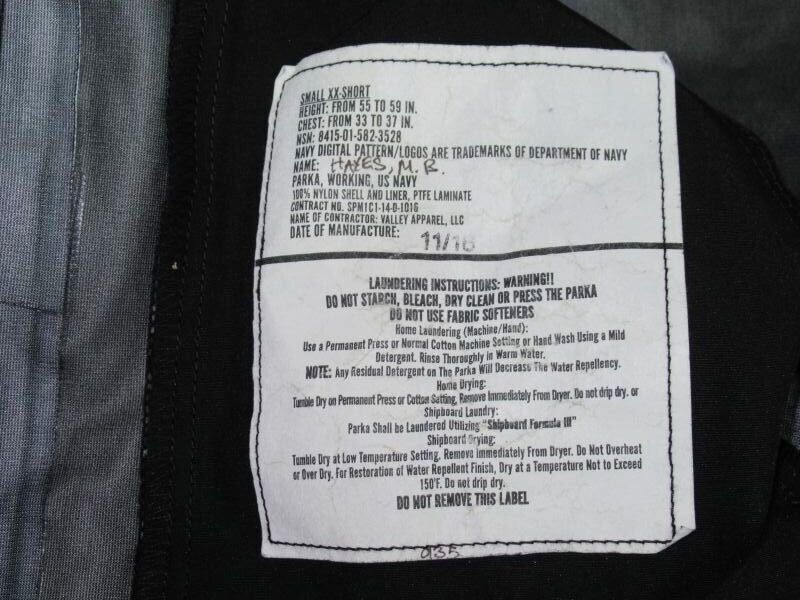 SMALL XX-SHORT
HEIGHT: FROM 55 TO 59 IN.
CHEST: FROM 33 TO 37 IN.
NSN: 8415-01-582-3528
NAVY DIGITAL PATTERN/LOGOS ARE TRADEMARKS OF DEPARTMENT OF NAVY
NAME: HAYES, M. B.
PARKA, WORKING, US NAVY
100% NYLON SHELL AND LINER, PTFE LAMINATE
CONTRACT NO. SPM1C1-14-D-1016
NAME OF CONTRACTOR: VALLEY APPAREL, LLC
DATE OF MANUFACTURE:
LAUNDERING INSTRUCTIONS: WARNING!!
DO NOT STARCH, BLEACH, DRY CLEAN OR PRESS THE PARKA
DO NOT USE FABRIC SOFTENERS
Home Laundering (Machine/Hand):
Use a Permanent Press or Normal Cotton Machine Setting or Hand Wash Using a Mild
Detergent. Rinse Thoroughly in Warm Water.
NOTE: Any Residual Detergent on The Parka Will Decrease The Water Repellency.
Home Drying:
Tumble Dry on Permanent Press or Cotton Setting, Remove Immediately From Dryer. Do not drip dry. or
Shipboard Laundry:
Parka Shall be Laundered Utilizing "Shipboard Formula III"
Shipboard Drying:
Tumble Dry at Low Temperature Setting. Remove immediately From Dryer. Do Not Overheat
or Over Dry. For Restoration of Water Repellent Finish, Dry at a Temperature Not to Exceed
150°F. Do not drip dry.
DO NOT REMOVE THIS LABEL
935